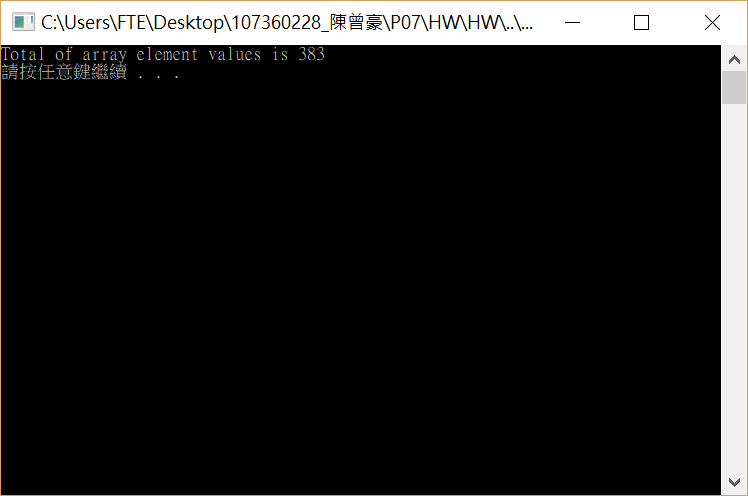 C:\Users\FTE\Desktop\107360228_陳曾豪\P07\HW\HW\..\...
Total of array element values is 383
請按任意鍵繼續 . . .